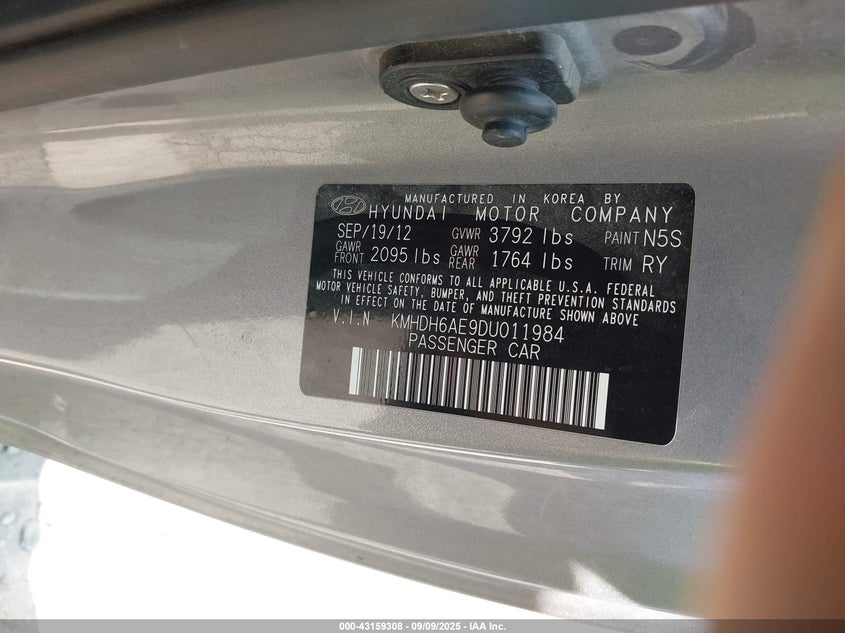 MANUFACTURED IN KOREA BY
HYUNDAI MOTOR COMPANY
SEP/19/12 GVWR 3792 lbs PAINT N5S
GAWR FRONT 2095 lbs GAWR REAR 1764 lbs TRIM RY
THIS VEHICLE CONFORMS TO ALL APPLICABLE U.S.A. FEDERAL
MOTOR VEHICLE SAFETY, BUMPER, AND THEFT PREVENTION STANDARDS
IN EFFECT ON THE DATE OF MANUFACTURE SHOWN ABOVE
V.I.N - KMHDH6AE9DU011984
PASSENGER CAR
000-43159308 - 09/09/2025 - IAA Inc.